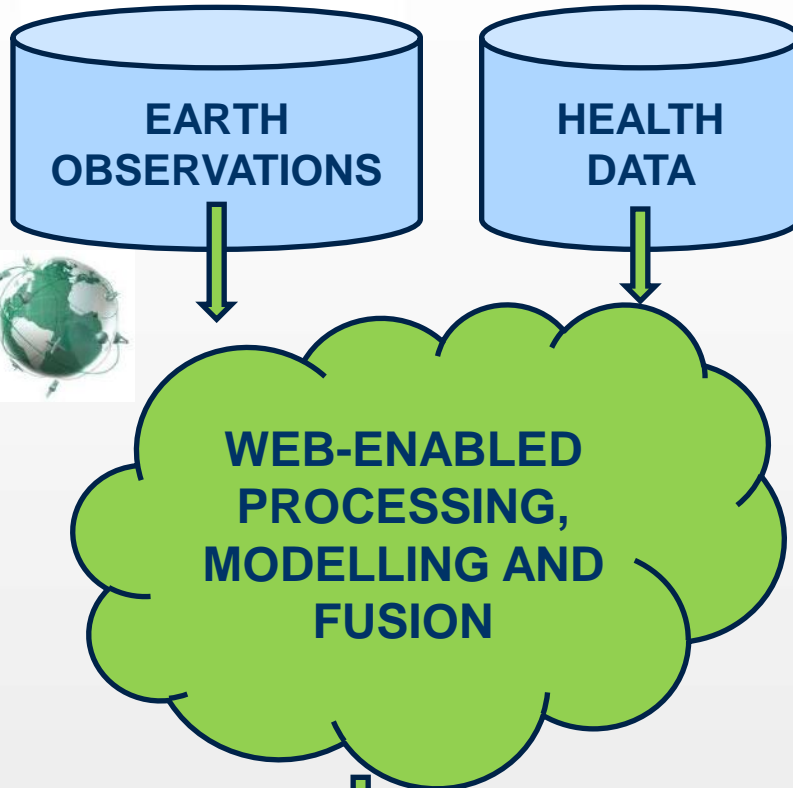 EARTH
OBSERVATIONS
HEALTH
DATA
WEB-ENABLED
PROCESSING,
MODELLING AND
FUSION